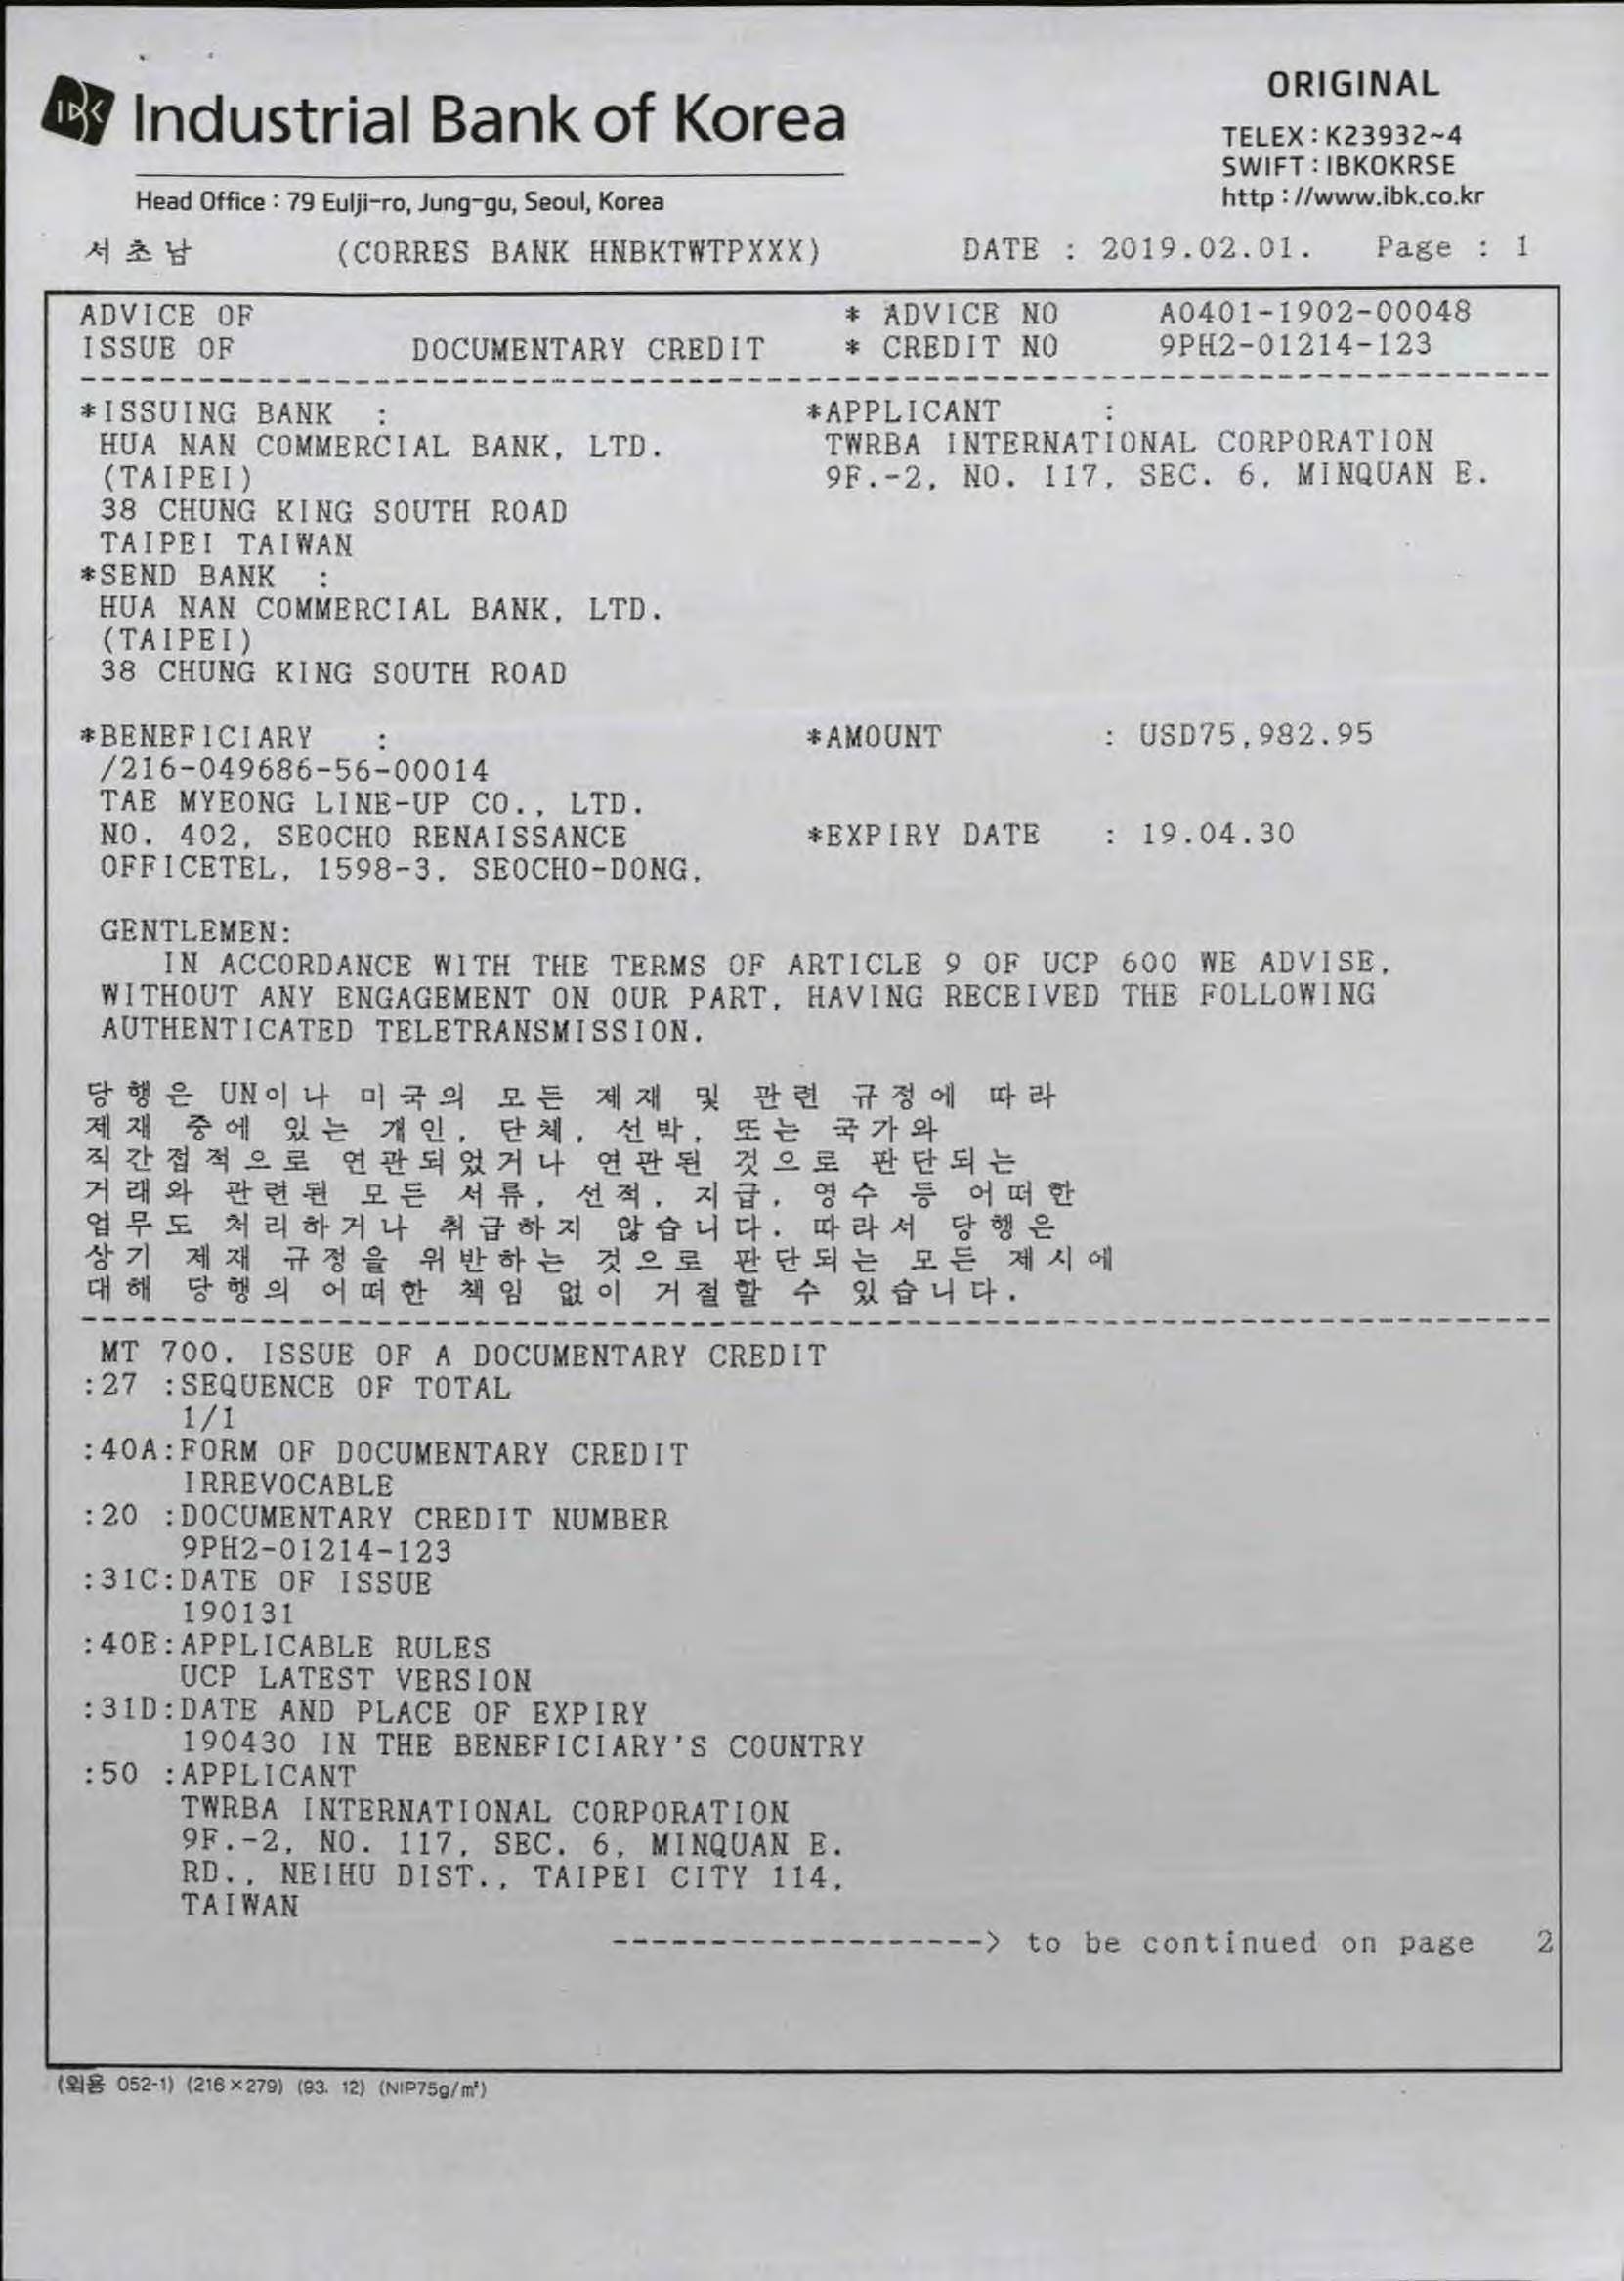 IBK Industrial Bank of Korea
ORIGINAL
TELEX : K23932~4
SWIFT : IBKOKRSE
http : //www.ibk.co.kr
Head Office : 79 Eulji-ro, Jung-gu, Seoul, Korea
서초남 (CORRES BANK HNBKTWTPXXX) DATE : 2019.02.01. Page : 1
ADVICE OF * ADVICE NO A0401-1902-00048
ISSUE OF DOCUMENTARY CREDIT * CREDIT NO 9PH2-01214-123
*ISSUING BANK : *APPLICANT :
HUA NAN COMMERCIAL BANK, LTD. TWRBA INTERNATIONAL CORPORATION
(TAIPEI) 9F.-2, NO. 117, SEC. 6, MINQUAN E.
38 CHUNG KING SOUTH ROAD
TAIPEI TAIWAN
*SEND BANK :
HUA NAN COMMERCIAL BANK, LTD.
(TAIPEI)
38 CHUNG KING SOUTH ROAD
*BENEFICIARY : *AMOUNT : USD75,982.95
/216-049686-56-00014
TAE MYEONG LINE-UP CO., LTD.
NO. 402, SEOCHO RENAISSANCE *EXPIRY DATE : 19.04.30
OFFICETEL, 1598-3, SEOCHO-DONG,
GENTLEMEN:
IN ACCORDANCE WITH THE TERMS OF ARTICLE 9 OF UCP 600 WE ADVISE,
WITHOUT ANY ENGAGEMENT ON OUR PART, HAVING RECEIVED THE FOLLOWING
AUTHENTICATED TELETRANSMISSION.
당행은 UN이나 미국의 모든 제재 및 관련 규정에 따라
제재 중에 있는 개인, 단체, 선박, 또는 국가와
직간접적으로 연관되었거나 연관된 것으로 판단되는
거래와 관련된 모든 서류, 선적, 지급, 영수 등 어떠한
업무도 처리하거나 취급하지 않습니다. 따라서 당행은
상기 제재 규정을 위반하는 것으로 판단되는 모든 제시에
대해 당행의 어떠한 책임 없이 거절할 수 있습니다.
MT 700. ISSUE OF A DOCUMENTARY CREDIT
:27 :SEQUENCE OF TOTAL
1/1
:40A:FORM OF DOCUMENTARY CREDIT
IRREVOCABLE
:20 :DOCUMENTARY CREDIT NUMBER
9PH2-01214-123
:31C:DATE OF ISSUE
190131
:40E:APPLICABLE RULES
UCP LATEST VERSION
:31D:DATE AND PLACE OF EXPIRY
190430 IN THE BENEFICIARY'S COUNTRY
:50 :APPLICANT
TWRBA INTERNATIONAL CORPORATION
9F.-2, NO. 117, SEC. 6, MINQUAN E.
RD., NEIHU DIST., TAIPEI CITY 114,
TAIWAN
-------------------> to be continued on page 2
(외용 052-1) (216×279) (93. 12) (NIP75g/㎡)